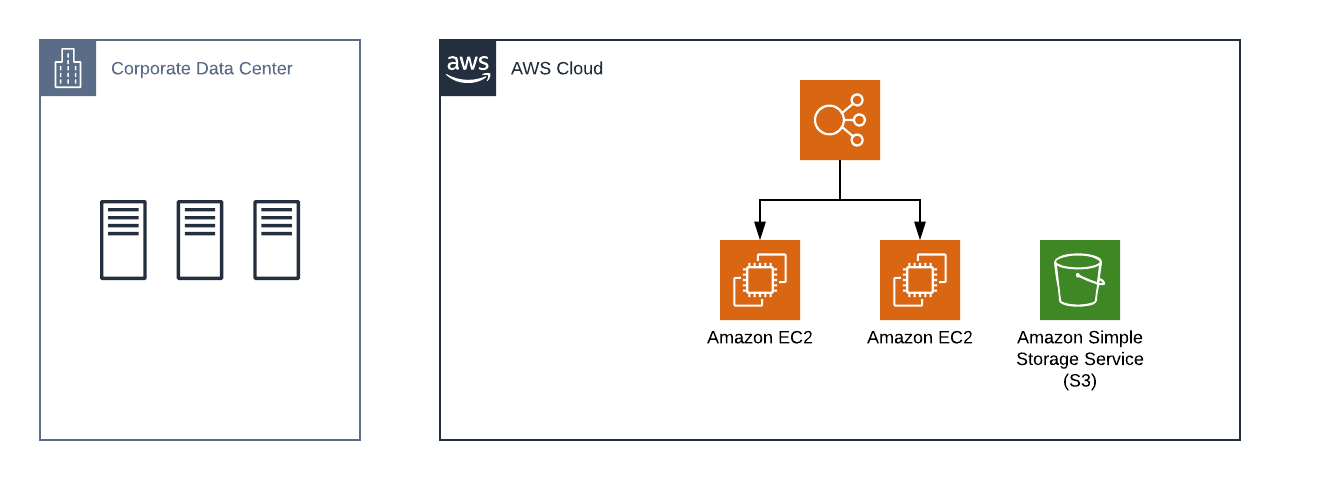 Corporate Data Center
aws
AWS Cloud
Amazon EC2
Amazon EC2
Amazon Simple
Storage Service
(S3)